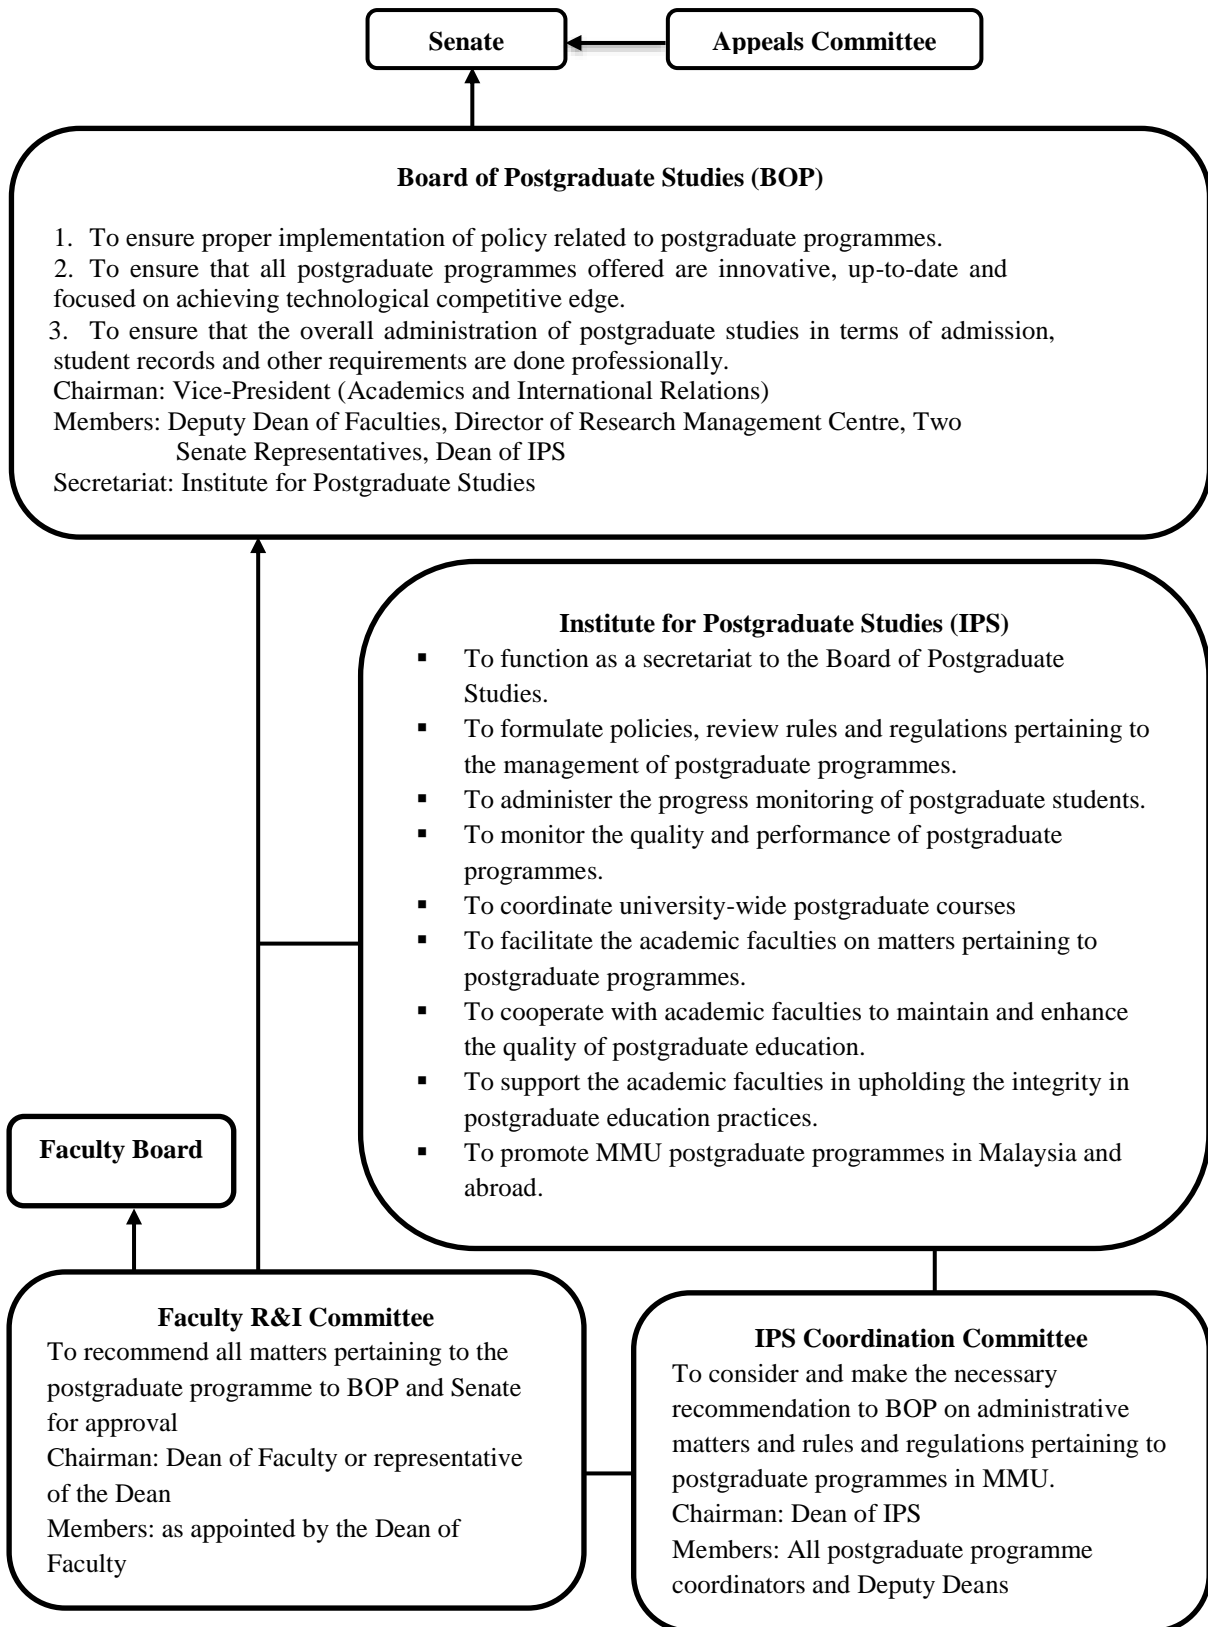 Senate
Appeals Committee
Board of Postgraduate Studies (BOP)
1. To ensure proper implementation of policy related to postgraduate programmes.
2. To ensure that all postgraduate programmes offered are innovative, up-to-date and
focused on achieving technological competitive edge.
3. To ensure that the overall administration of postgraduate studies in terms of admission,
student records and other requirements are done professionally.
Chairman: Vice-President (Academics and International Relations)
Members: Deputy Dean of Faculties, Director of Research Management Centre, Two
Senate Representatives, Dean of IPS
Secretariat: Institute for Postgraduate Studies
Institute for Postgraduate Studies (IPS)
▪ To function as a secretariat to the Board of Postgraduate
Studies.
▪ To formulate policies, review rules and regulations pertaining to
the management of postgraduate programmes.
▪ To administer the progress monitoring of postgraduate students.
▪ To monitor the quality and performance of postgraduate
programmes.
▪ To coordinate university-wide postgraduate courses
▪ To facilitate the academic faculties on matters pertaining to
postgraduate programmes.
▪ To cooperate with academic faculties to maintain and enhance
the quality of postgraduate education.
▪ To support the academic faculties in upholding the integrity in
postgraduate education practices.
▪ To promote MMU postgraduate programmes in Malaysia and
abroad.
Faculty Board
Faculty R&I Committee
To recommend all matters pertaining to the
postgraduate programme to BOP and Senate
for approval
Chairman: Dean of Faculty or representative
of the Dean
Members: as appointed by the Dean of
Faculty
IPS Coordination Committee
To consider and make the necessary
recommendation to BOP on administrative
matters and rules and regulations pertaining to
postgraduate programmes in MMU.
Chairman: Dean of IPS
Members: All postgraduate programme
coordinators and Deputy Deans